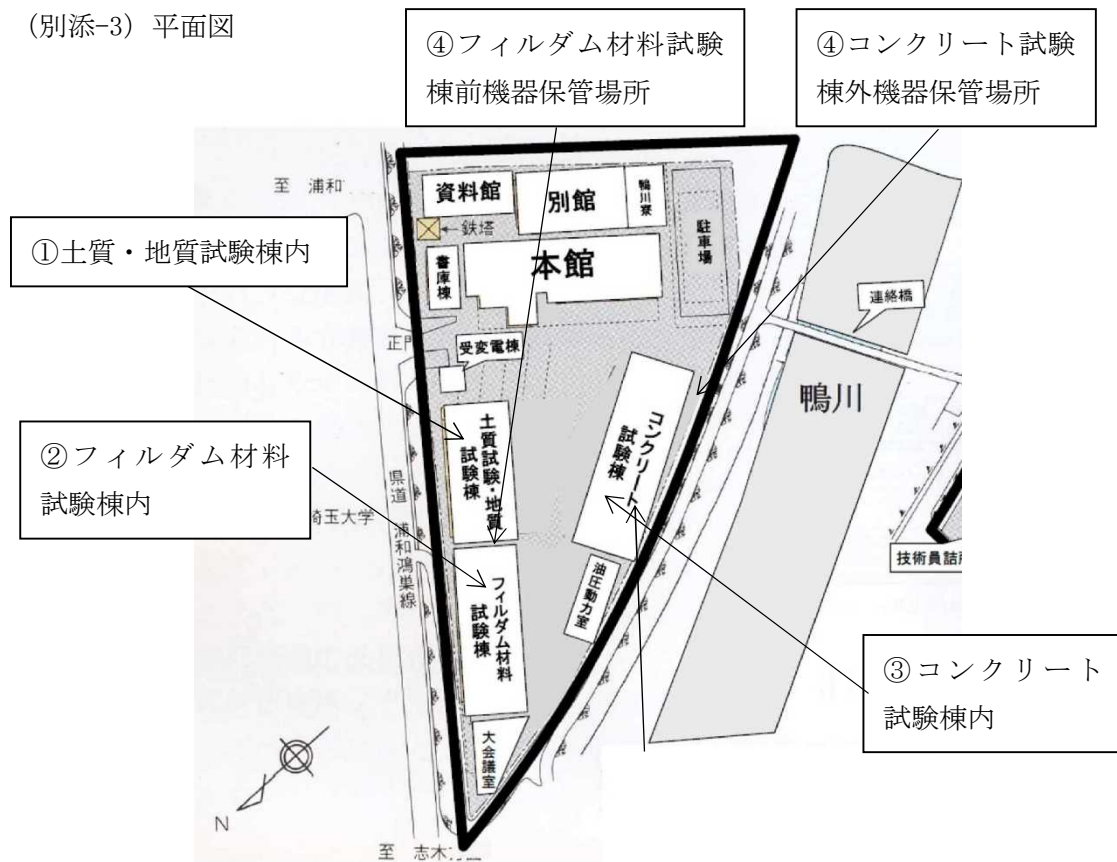 (別添-3) 平面図
④フィルダム材料試験
棟前機器保管場所
④コンクリート試験
棟外機器保管場所
至 浦和
資料館
別館
鴨川寮
駐車場
←鉄塔
①土質・地質試験棟内
書庫棟
本館
連絡橋
正門
受変電棟
鴨川
土質試験・地質
試験棟
コンクリート
試験棟
②フィルダム材料
試験棟内
県道 浦和鴻巣線
埼玉大学
技術員詰
油圧動力室
フィルダム材料
試験棟
③コンクリート
試験棟内
大会議室
N
至 志木